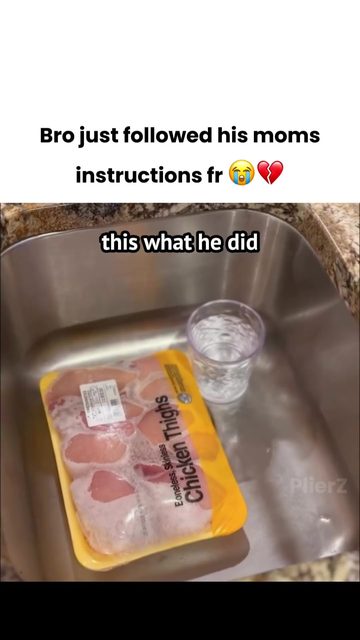 Bro just followed his moms
instructions fr 😭💔
this what he did
Boneless, Skinless
Chicken Thighs
PlierZ